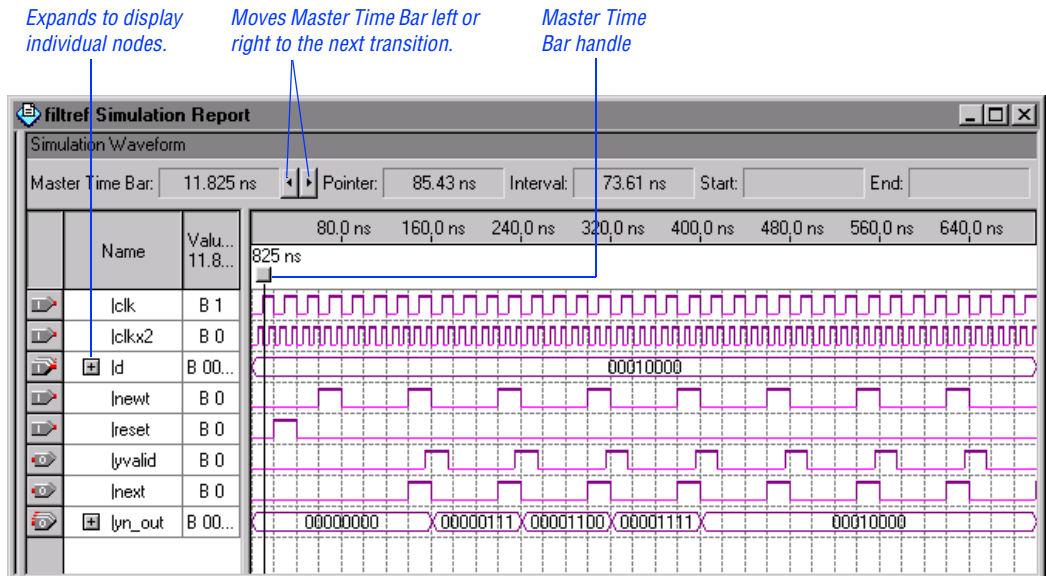 Expands to display individual nodes.
Moves Master Time Bar left or right to the next transition.
Master Time Bar handle
filtref Simulation Report
Simulation Waveform
Master Time Bar: 11.825 ns Pointer: 85.43 ns Interval: 73.61 ns Start: End:
Name Valu... 11.8... 80.0 ns 160.0 ns 240.0 ns 320.0 ns 400.0 ns 480.0 ns 560.0 ns 640.0 ns
825 ns
|clk B 1
|clkx2 B 0
|d B 00... 00010000
|newt B 0
|reset B 0
|yvalid B 0
|next B 0
|yn_out B 00... 00000000 00000111 00001100 00001111 00010000